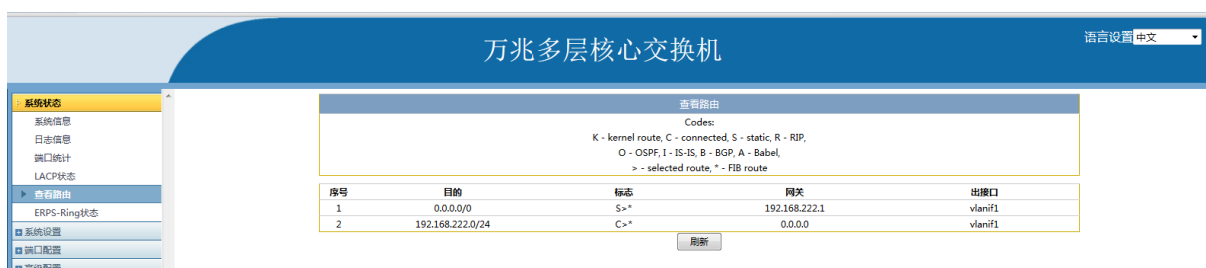 万兆多层核心交换机
语言设置 中文
系统状态
系统信息
日志信息
端口统计
LACP状态
查看路由
ERPS-Ring状态
系统设置
端口配置
高级配置
查看路由
Codes:
K - kernel route, C - connected, S - static, R - RIP,
O - OSPF, I - IS-IS, B - BGP, A - Babel,
> - selected route, * - FIB route
序号 目的 标志 网关 出接口
1 0.0.0.0/0 S>* 192.168.222.1 vlanif1
2 192.168.222.0/24 C>* 0.0.0.0 vlanif1
刷新